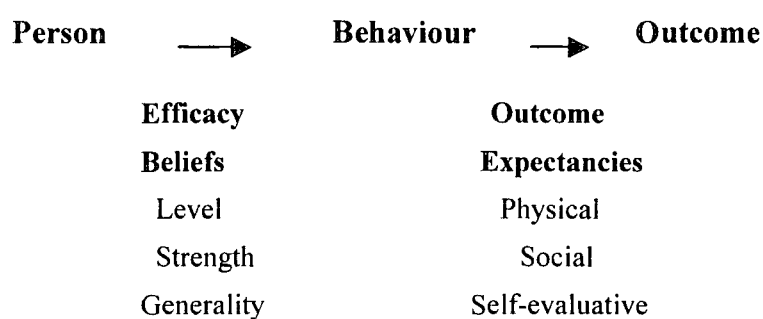 Person Behaviour Outcome
Efficacy Outcome
Beliefs Expectancies
Level Physical
Strength Social
Generality Self-evaluative